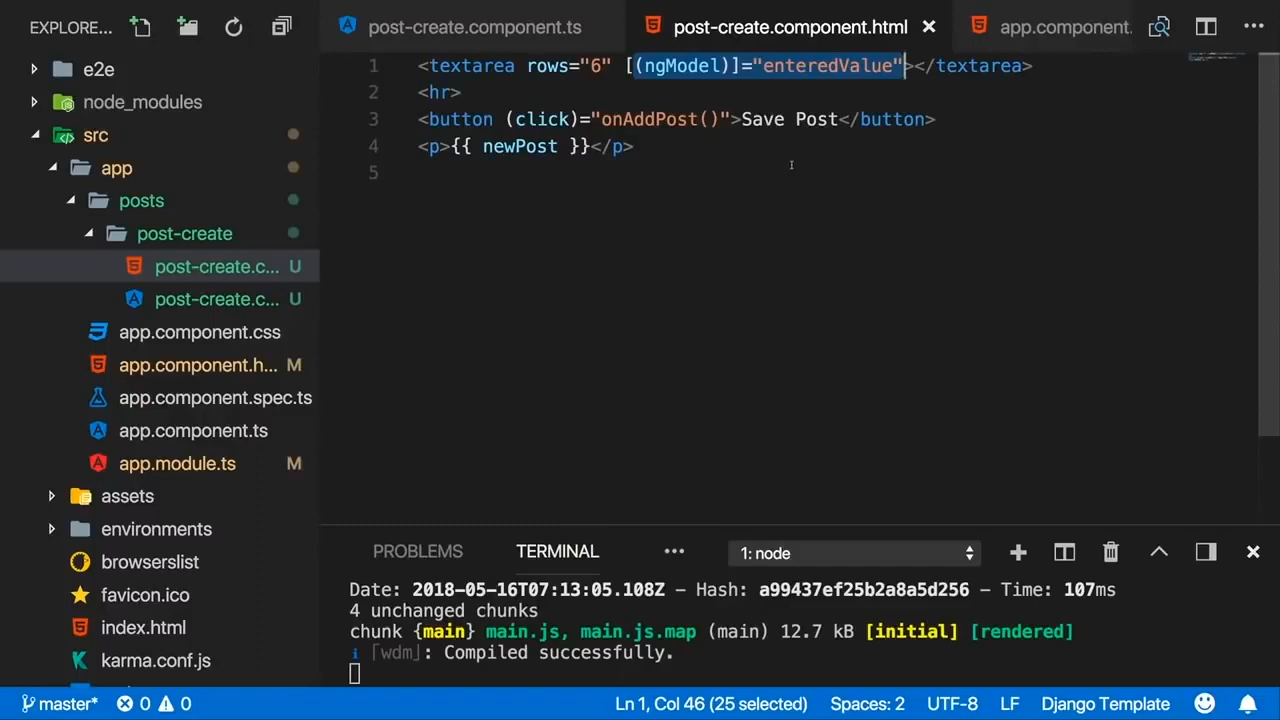 EXPLORE...
post-create.component.ts
post-create.component.html
app.component.
e2e
node_modules
src
app
posts
post-create
post-create.c... U
post-create.c... U
app.component.css
app.component.h... M
app.component.spec.ts
app.component.ts
app.module.ts M
assets
environments
browserslist
favicon.ico
index.html
karma.conf.js
1 <textarea rows="6" [(ngModel)]="enteredValue"></textarea>
2 <hr>
3 <button (click)="onAddPost()">Save Post</button>
4 <p>{{ newPost }}</p>
5
PROBLEMS TERMINAL ... 1: node
Date: 2018-05-16T07:13:05.108Z - Hash: a99437ef25b2a8a5d256 - Time: 107ms
4 unchanged chunks
chunk {main} main.js, main.js.map (main) 12.7 kB [initial] [rendered]
i ｢wdm｣: Compiled successfully.
master* 0 0 Ln 1, Col 46 (25 selected) Spaces: 2 UTF-8 LF Django Template